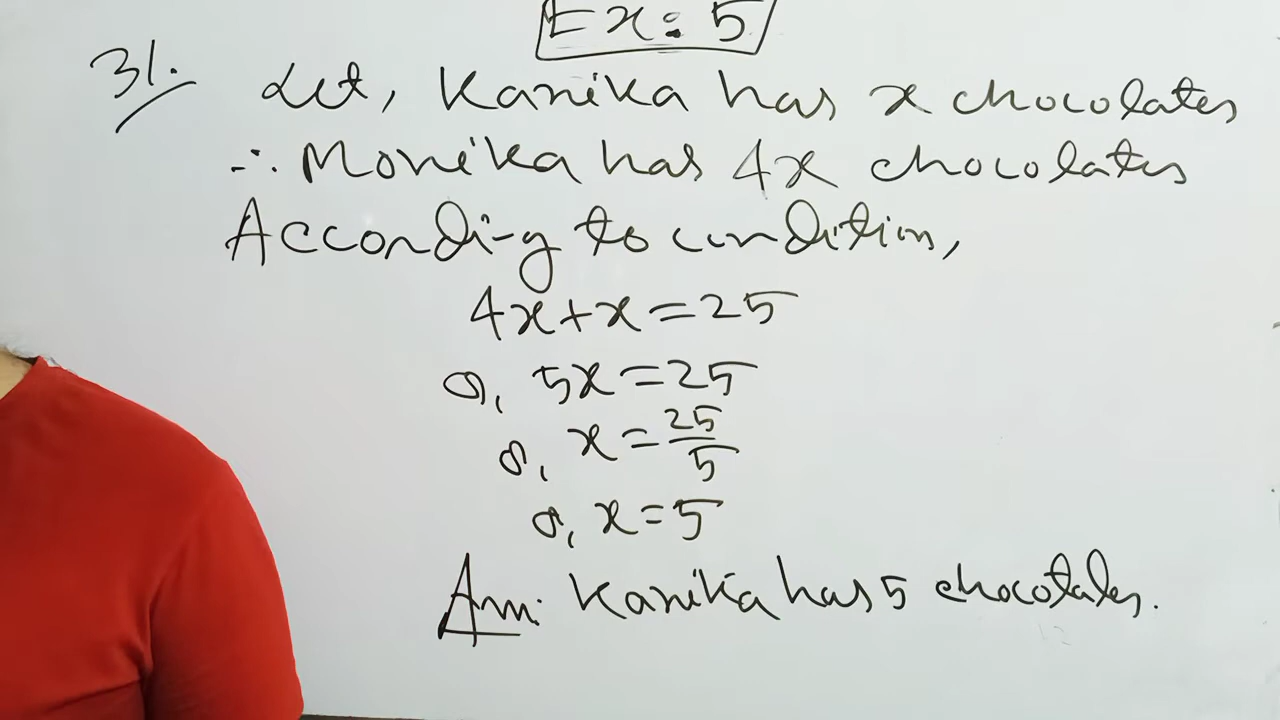 Ex: 5
31. Let, Kanika has x chocolates
∴ Monika has 4x chocolates
According to condition,
4x+x=25
or, 5x=25
or, x=25/5
or, x=5
Ans: Kanika has 5 chocolates.